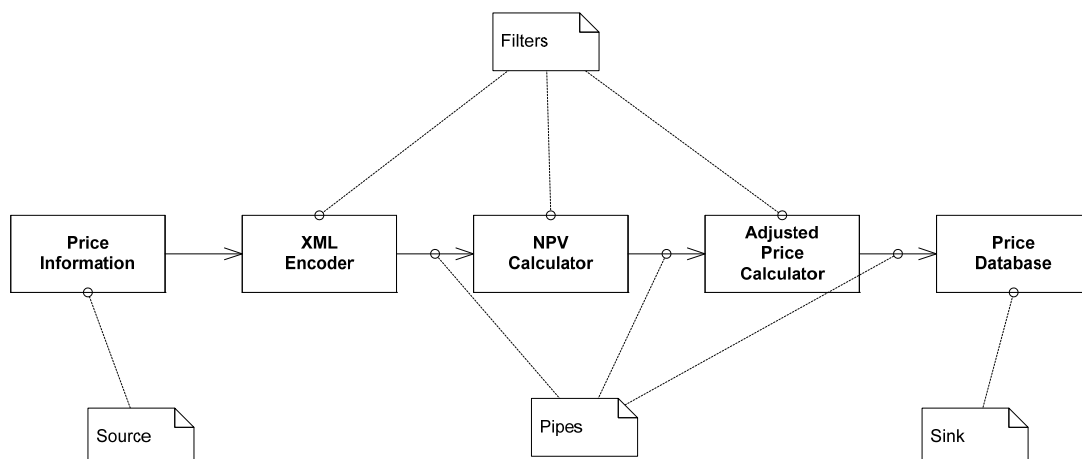 Filters
Price
Information
XML
Encoder
NPV
Calculator
Adjusted
Price
Calculator
Price
Database
Source
Pipes
Sink